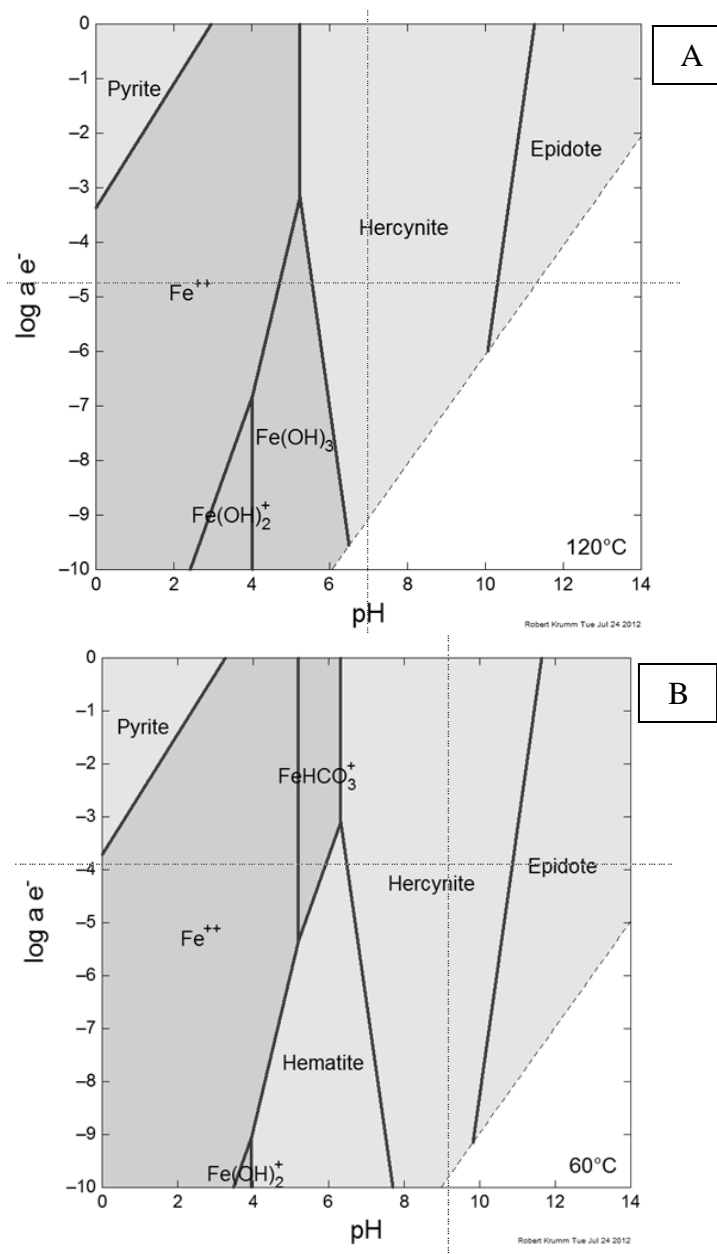 A
0
−1
−2
−3
−4
−5
−6
−7
−8
−9
−10
log a e-
Pyrite
Epidote
Hercynite
Fe++
Fe(OH)3
Fe(OH)2+
120°C
0 2 4 6 8 10 12 14
pH
Robert Krumm Tue Jul 24 2012
B
0
−1
−2
−3
−4
−5
−6
−7
−8
−9
−10
log a e-
Pyrite
FeHCO3+
Hercynite
Epidote
Fe++
Hematite
Fe(OH)2+
60°C
0 2 4 6 8 10 12 14
pH
Robert Krumm Tue Jul 24 2012